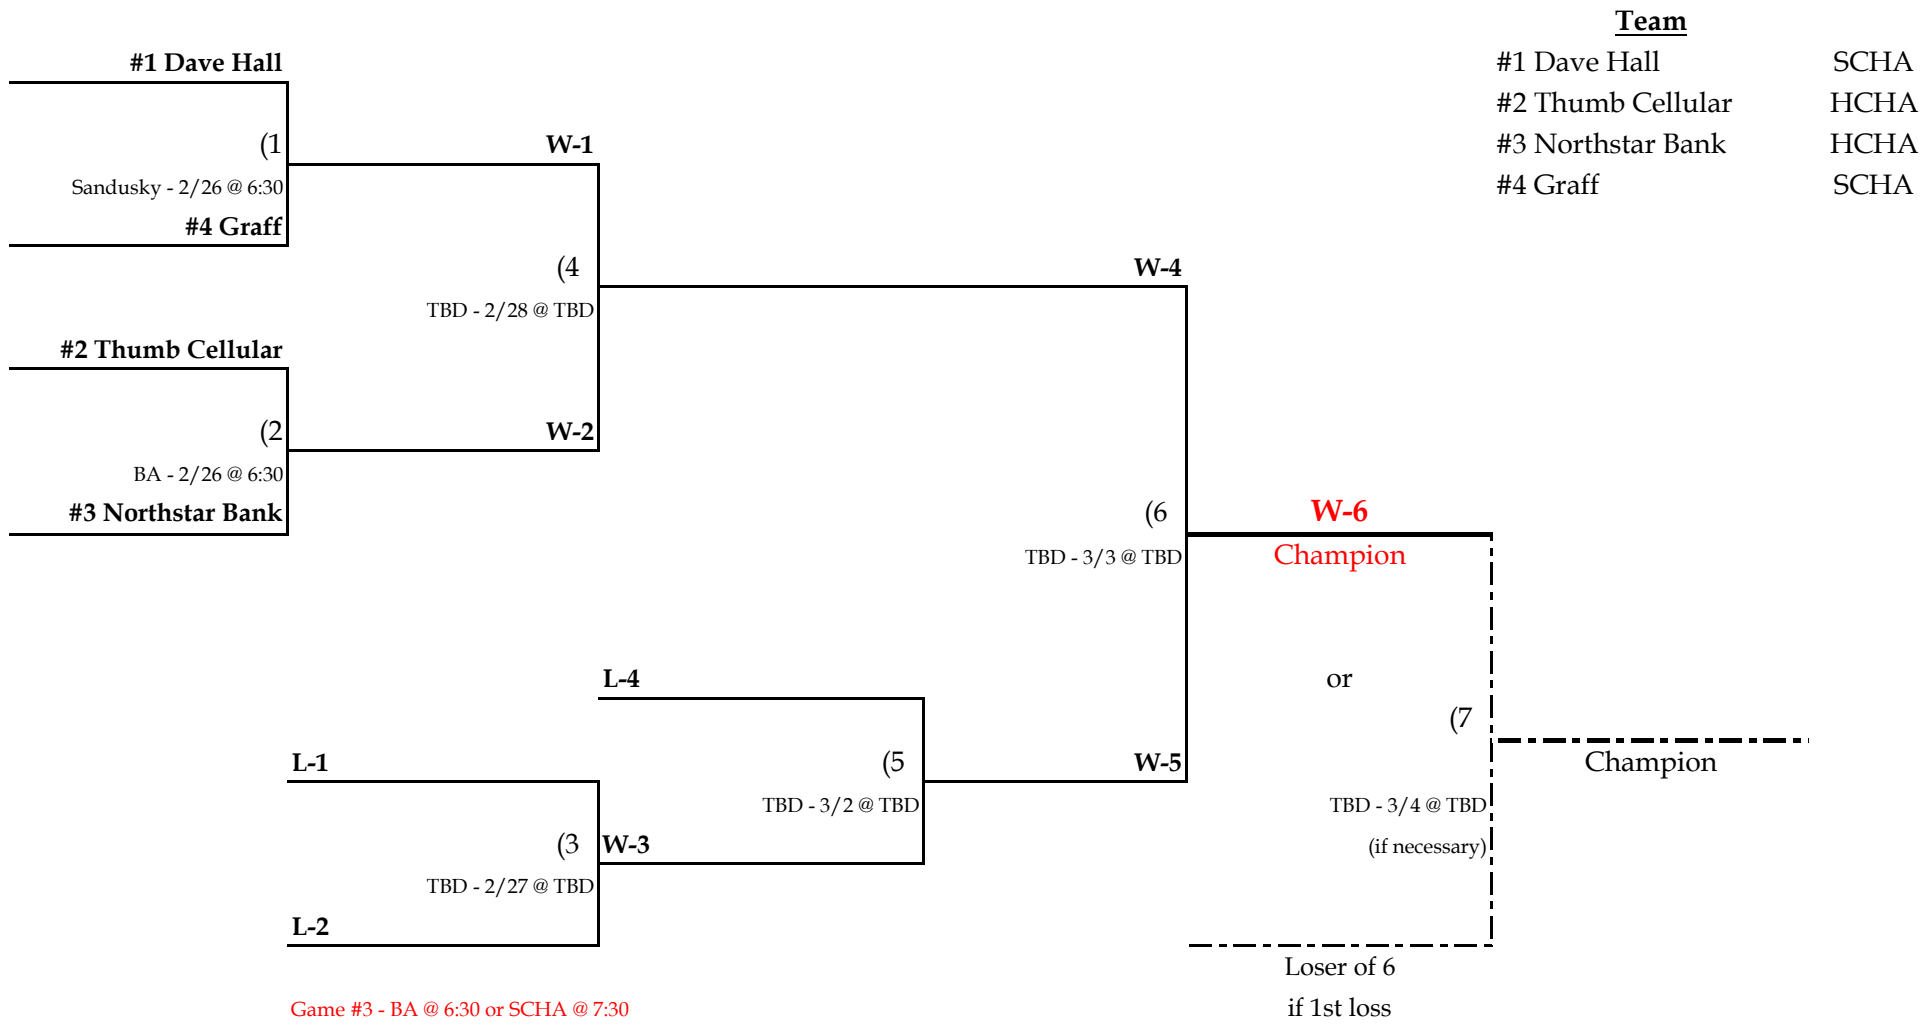 Team
#1 Dave Hall SCHA
#2 Thumb Cellular HCHA
#3 Northstar Bank HCHA
#4 Graff SCHA
#1 Dave Hall
(1
Sandusky - 2/26 @ 6:30
#4 Graff
W-1
(4
TBD - 2/28 @ TBD
W-4
#2 Thumb Cellular
(2
BA - 2/26 @ 6:30
#3 Northstar Bank
W-2
(6
TBD - 3/3 @ TBD
W-6
Champion
or
L-4
(5
TBD - 3/2 @ TBD
W-5
L-1
(3
TBD - 2/27 @ TBD
W-3
L-2
(7
TBD - 3/4 @ TBD
(if necessary)
Champion
Loser of 6
if 1st loss
Game #3 - BA @ 6:30 or SCHA @ 7:30